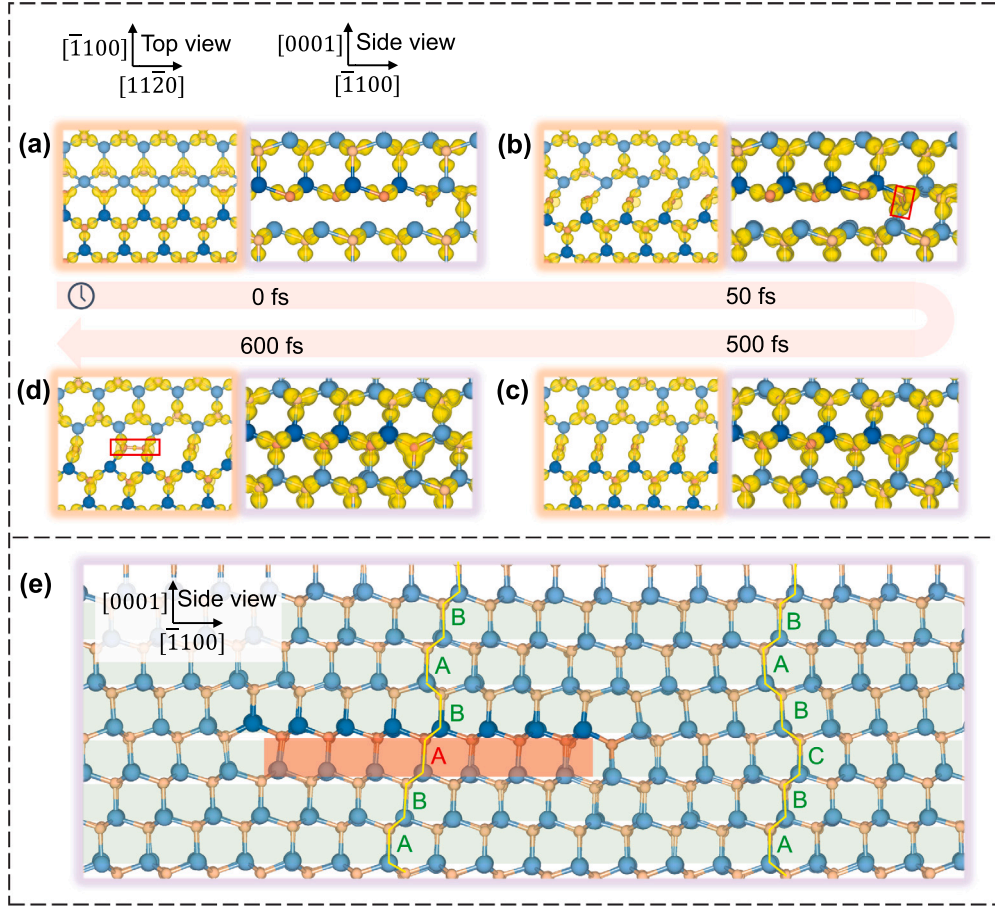 [1̅100] Top view
[112̅0]
[0001] Side view
[1̅100]
(a)
(b)
0 fs
50 fs
600 fs
500 fs
(d)
(c)
(e)
[0001] Side view
[1̅100]
B
B
A
A
B
B
A
C
B
B
A
A